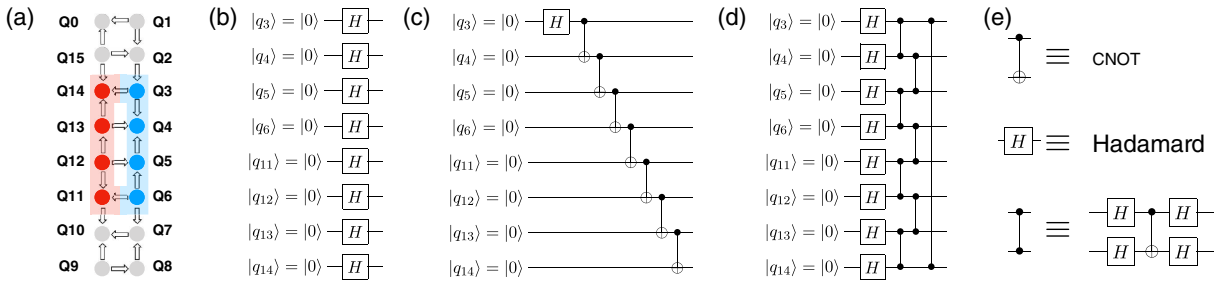 (a)
Q0 Q1
Q15 Q2
Q14 Q3
Q13 Q4
Q12 Q5
Q11 Q6
Q10 Q7
Q9 Q8
(b)
|q₃⟩ = |0⟩ H
|q₄⟩ = |0⟩ H
|q₅⟩ = |0⟩ H
|q₆⟩ = |0⟩ H
|q₁₁⟩ = |0⟩ H
|q₁₂⟩ = |0⟩ H
|q₁₃⟩ = |0⟩ H
|q₁₄⟩ = |0⟩ H
(c)
|q₃⟩ = |0⟩ H
|q₄⟩ = |0⟩
|q₅⟩ = |0⟩
|q₆⟩ = |0⟩
|q₁₁⟩ = |0⟩
|q₁₂⟩ = |0⟩
|q₁₃⟩ = |0⟩
|q₁₄⟩ = |0⟩
(d)
|q₃⟩ = |0⟩ H
|q₄⟩ = |0⟩ H
|q₅⟩ = |0⟩ H
|q₆⟩ = |0⟩ H
|q₁₁⟩ = |0⟩ H
|q₁₂⟩ = |0⟩ H
|q₁₃⟩ = |0⟩ H
|q₁₄⟩ = |0⟩ H
(e)
≡ CNOT
H ≡ Hadamard
≡ H H
H H